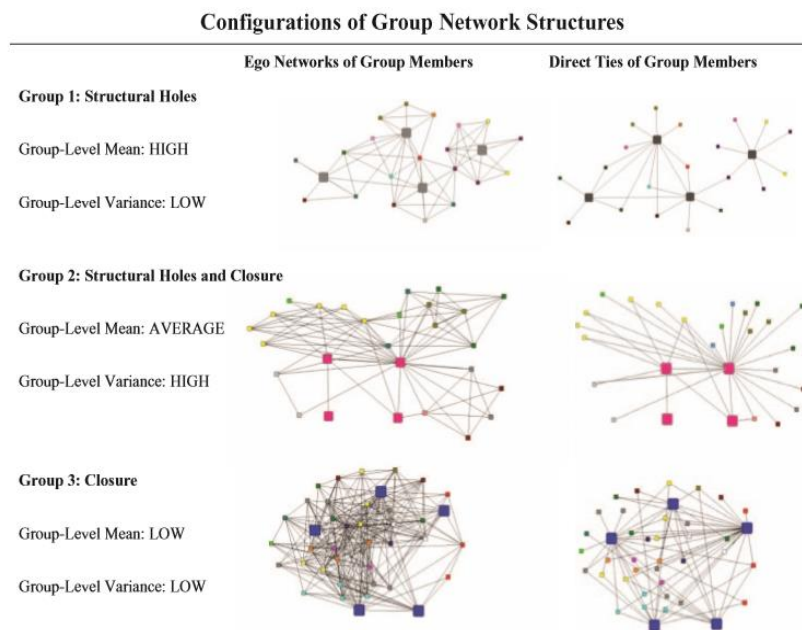 Configurations of Group Network Structures
Ego Networks of Group Members
Direct Ties of Group Members
Group 1: Structural Holes
Group-Level Mean: HIGH
Group-Level Variance: LOW
Group 2: Structural Holes and Closure
Group-Level Mean: AVERAGE
Group-Level Variance: HIGH
Group 3: Closure
Group-Level Mean: LOW
Group-Level Variance: LOW